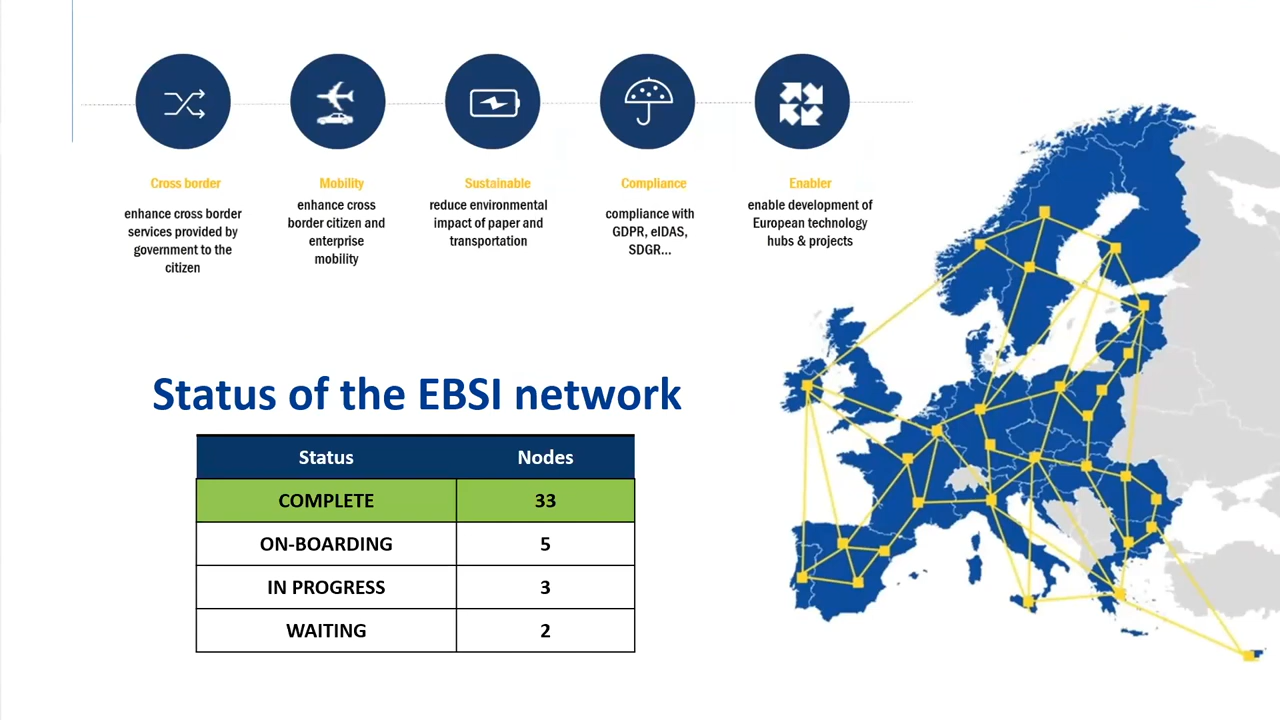 Cross border
enhance cross border
services provided by
government to the
citizen
Mobility
enhance cross
border citizen and
enterprise
mobility
Sustainable
reduce environmental
impact of paper and
transportation
Compliance
compliance with
GDPR, eIDAS,
SDGR...
Enabler
enable development of
European technology
hubs & projects
Status of the EBSI network
Status Nodes
COMPLETE 33
ON-BOARDING 5
IN PROGRESS 3
WAITING 2